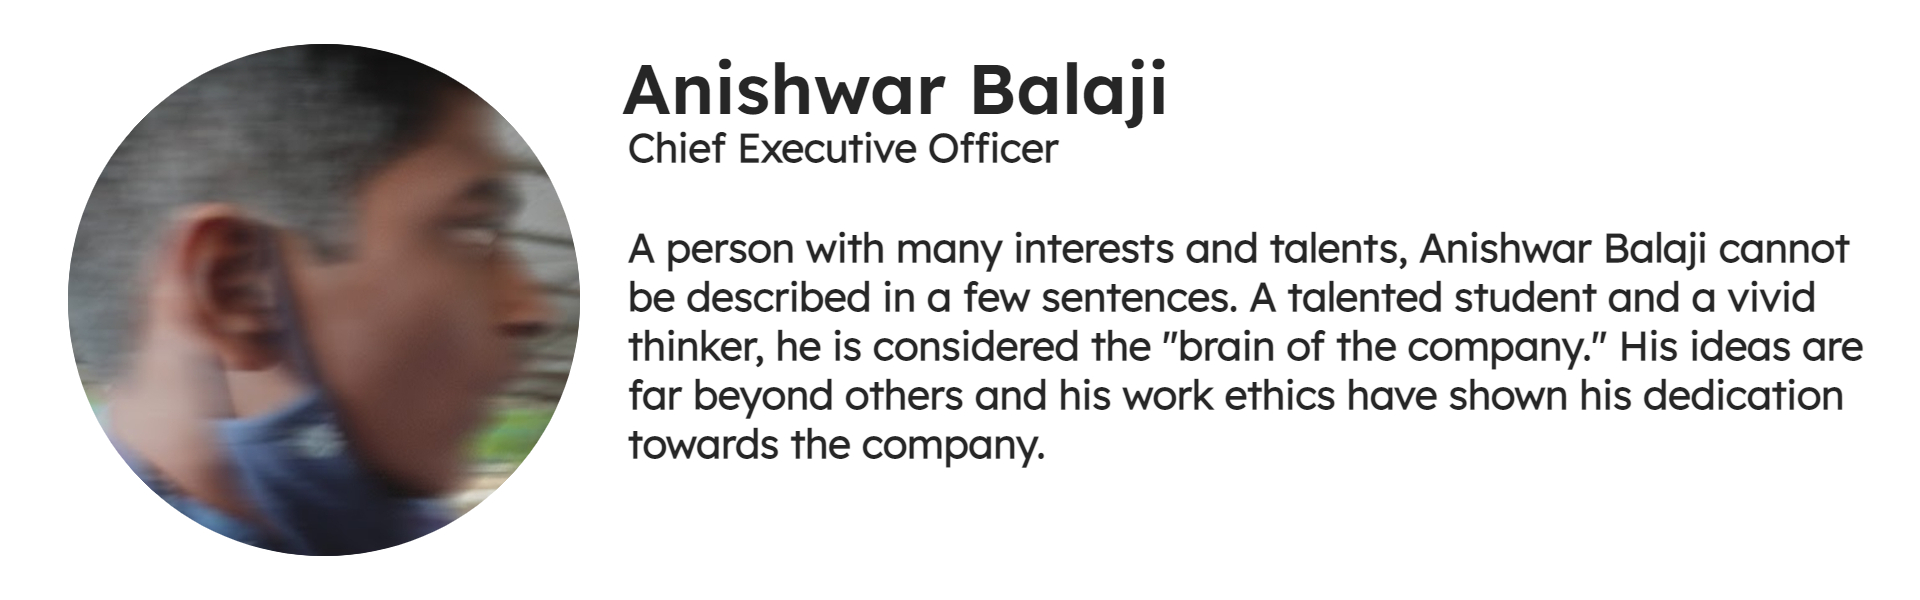 Anishwar Balaji
Chief Executive Officer
A person with many interests and talents, Anishwar Balaji cannot
be described in a few sentences. A talented student and a vivid
thinker, he is considered the "brain of the company." His ideas are
far beyond others and his work ethics have shown his dedication
towards the company.